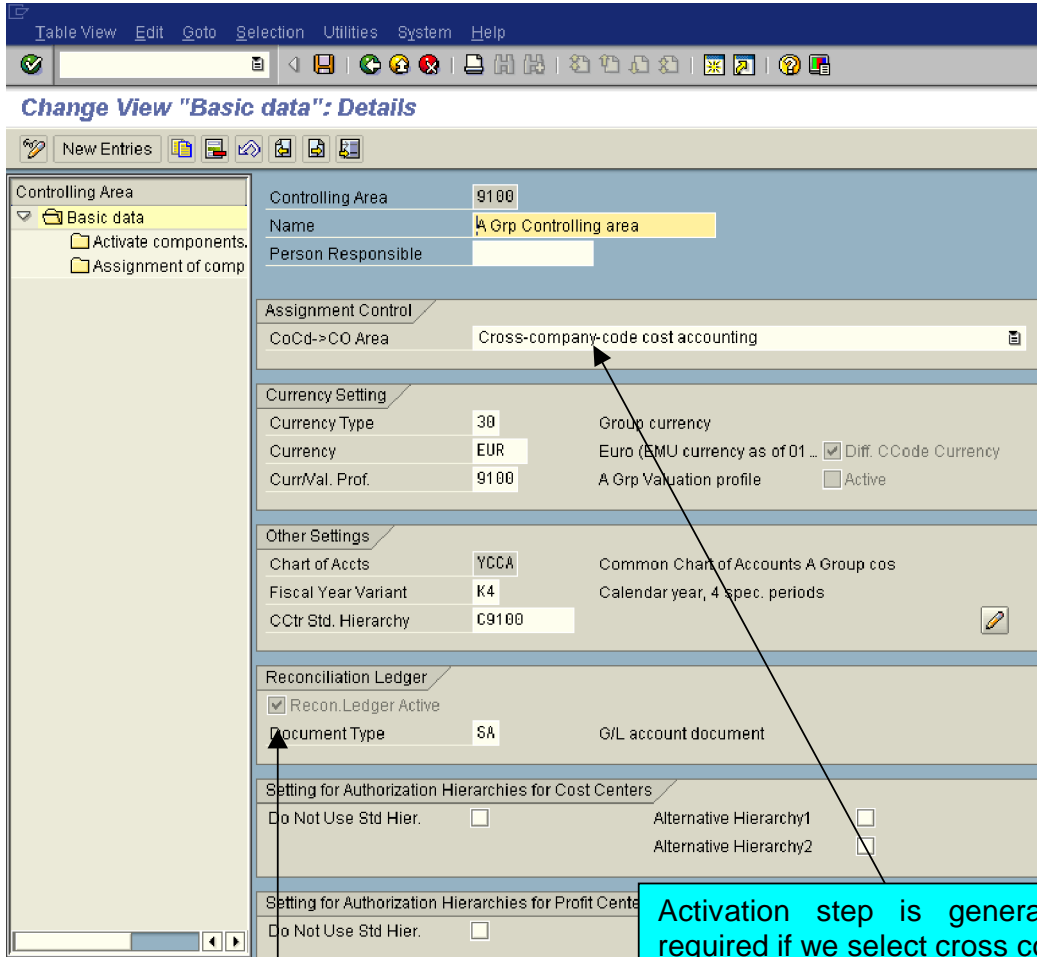 Table View Edit Goto Selection Utilities System Help
Change View "Basic data": Details
New Entries
Controlling Area
Basic data
Activate components.
Assignment of comp
Controlling Area 9100
Name A Grp Controlling area
Person Responsible
Assignment Control
CoCd->CO Area Cross-company-code cost accounting
Currency Setting
Currency Type 30 Group currency
Currency EUR Euro (EMU currency as of 01 ... Diff. CCode Currency
Curr/Val. Prof. 9100 A Grp Valuation profile Active
Other Settings
Chart of Accts YCCA Common Chart of Accounts A Group cos
Fiscal Year Variant K4 Calendar year, 4 spec. periods
CCtr Std. Hierarchy C9100
Reconciliation Ledger
Recon.Ledger Active
Document Type SA G/L account document
Setting for Authorization Hierarchies for Cost Centers
Do Not Use Std Hier. Alternative Hierarchy1
Alternative Hierarchy2
Setting for Authorization Hierarchies for Profit Cente
Do Not Use Std Hier.
Activation step is genera
required if we select cross co